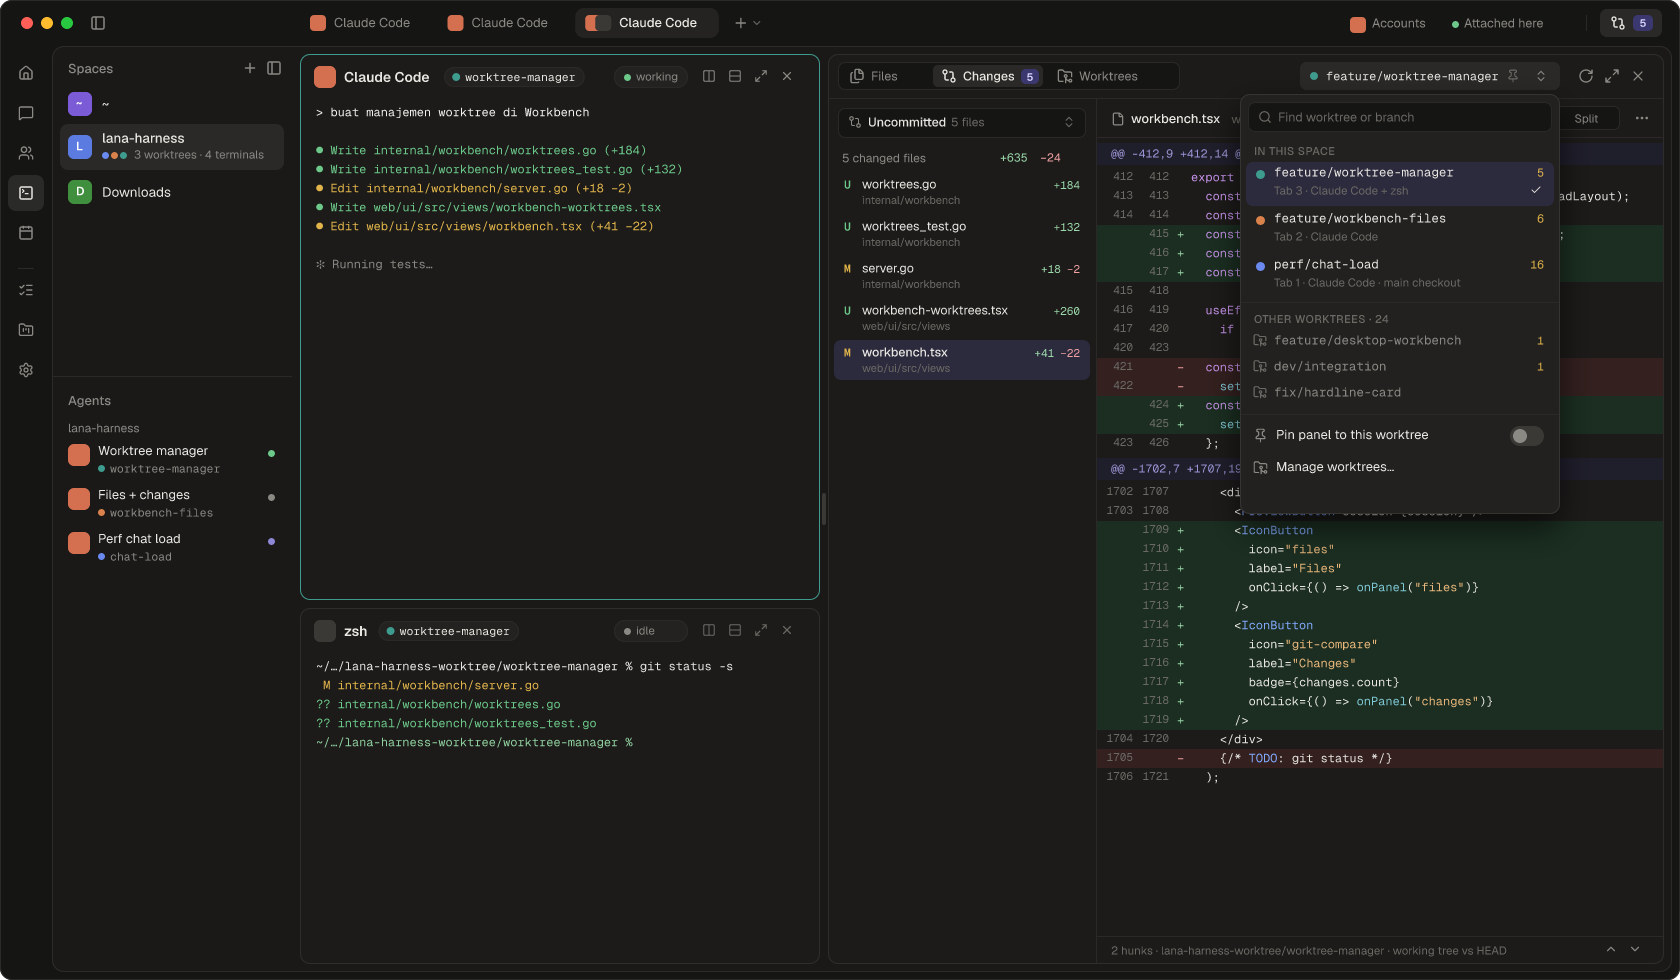 Claude Code
Claude Code
Claude Code
Accounts
Attached here
5
Spaces
~ ~
L lana-harness
3 worktrees · 4 terminals
D Downloads
Agents
lana-harness
Worktree manager
worktree-manager
Files + changes
workbench-files
Perf chat load
chat-load
Claude Code worktree-manager working
> buat manajemen worktree di Workbench
Write internal/workbench/worktrees.go (+184)
Write internal/workbench/worktrees_test.go (+132)
Edit internal/workbench/server.go (+18 −2)
Write web/ui/src/views/workbench-worktrees.tsx
Edit web/ui/src/views/workbench.tsx (+41 −22)
✻ Running tests…
zsh worktree-manager idle
~/…/lana-harness-worktree/worktree-manager % git status -s
M internal/workbench/server.go
?? internal/workbench/worktrees.go
?? internal/workbench/worktrees_test.go
~/…/lana-harness-worktree/worktree-manager %
Files Changes 5 Worktrees
feature/worktree-manager
Uncommitted 5 files
5 changed files +635 −24
U worktrees.go +184
internal/workbench
U worktrees_test.go +132
internal/workbench
M server.go +18 −2
internal/workbench
U workbench-worktrees.tsx +260
web/ui/src/views
M workbench.tsx +41 −22
web/ui/src/views
workbench.tsx w
Split
@@ -412,9 +412,14 @
412 412 export
413 413 const adLayout);
414 414 const
415 + const ;
416 + const
417 + const
415 418
416 419 useEf
417 420 if
420 423
421 − const
422 − set
424 + const
425 + set
423 426 };
@@ -1702,7 +1707,19
1702 1707 <di
1703 1708 <
1709 + <IconButton
1710 + icon="files"
1711 + label="Files"
1712 + onClick={() => onPanel("files")}
1713 + />
1714 + <IconButton
1715 + icon="git-compare"
1716 + label="Changes"
1717 + badge={changes.count}
1718 + onClick={() => onPanel("changes")}
1719 + />
1704 1720 </div>
1705 − {/* TODO: git status */}
1706 1721 );
2 hunks · lana-harness-worktree/worktree-manager · working tree vs HEAD
Find worktree or branch
IN THIS SPACE
feature/worktree-manager 5
Tab 3 · Claude Code + zsh
feature/workbench-files 6
Tab 2 · Claude Code
perf/chat-load 16
Tab 1 · Claude Code · main checkout
OTHER WORKTREES · 24
feature/desktop-workbench 1
dev/integration 1
fix/hardline-card
Pin panel to this worktree
Manage worktrees…